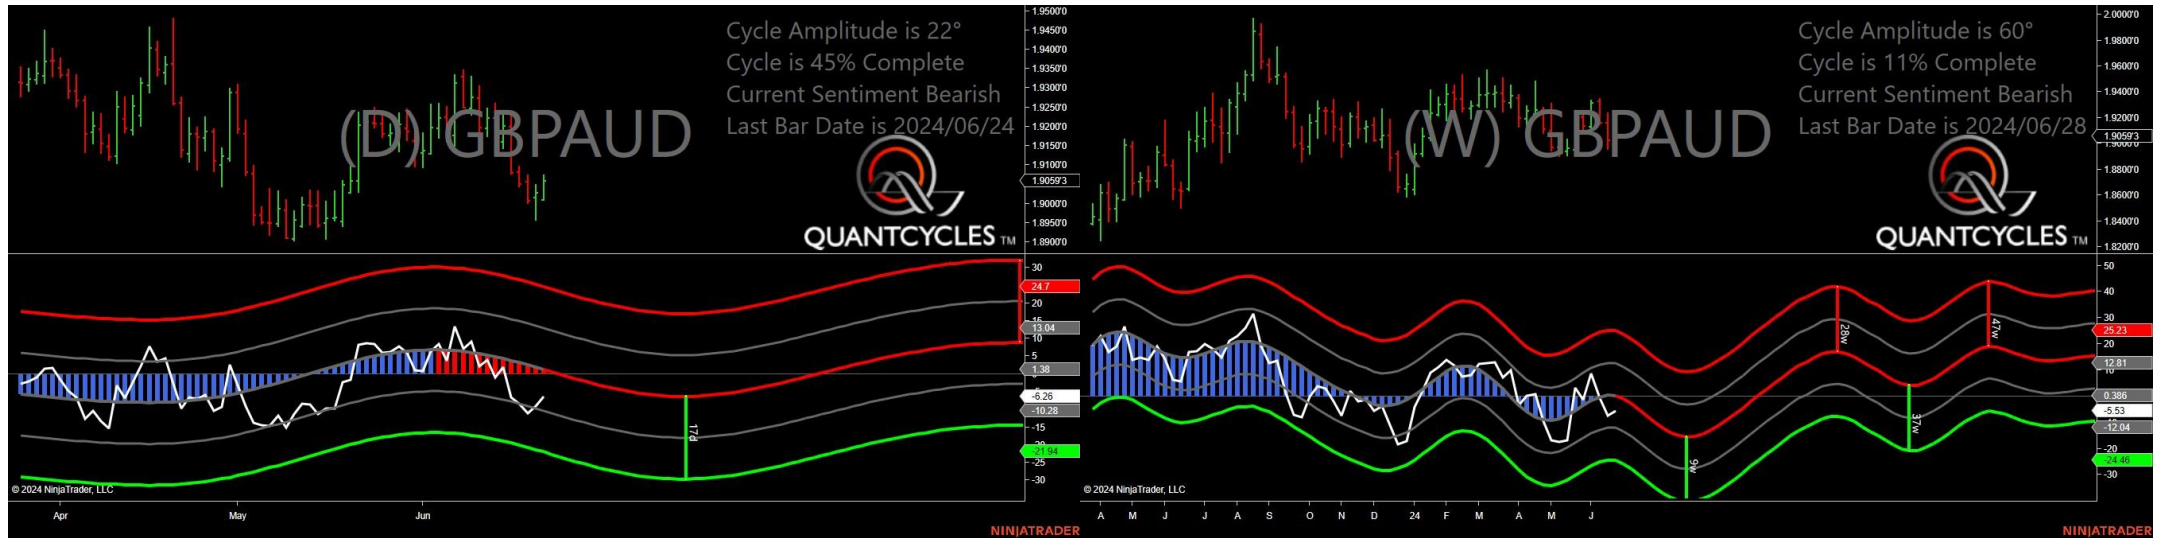 Cycle Amplitude is 22°
Cycle is 45% Complete
Current Sentiment Bearish
Last Bar Date is 2024/06/24
(D) GBPAUD
QUANTCYCLES TM
1.9500'0
1.9450'0
1.9400'0
1.9350'0
1.9300'0
1.9250'0
1.9200'0
1.9150'0
1.9100'0
1.9059'3
1.9000'0
1.8950'0
1.8900'0
30
24.7
20
13.04
10
5
1.38
-6.26
-10.28
-15
-21.94
-25
-30
17d
© 2024 NinjaTrader, LLC
Apr May Jun
NINJATRADER
Cycle Amplitude is 60°
Cycle is 11% Complete
Current Sentiment Bearish
Last Bar Date is 2024/06/28
(W) GBPAUD
QUANTCYCLES TM
2.0000'0
1.9800'0
1.9600'0
1.9400'0
1.9200'0
1.9059'3
1.8800'0
1.8600'0
1.8400'0
1.8200'0
50
40
30
25.23
20
12.81
0.386
-5.53
-12.04
-20
-24.46
-30
9w
28w
37w
47w
© 2024 NinjaTrader, LLC
A M J J A S O N D 24 F M A M J
NINJATRADER